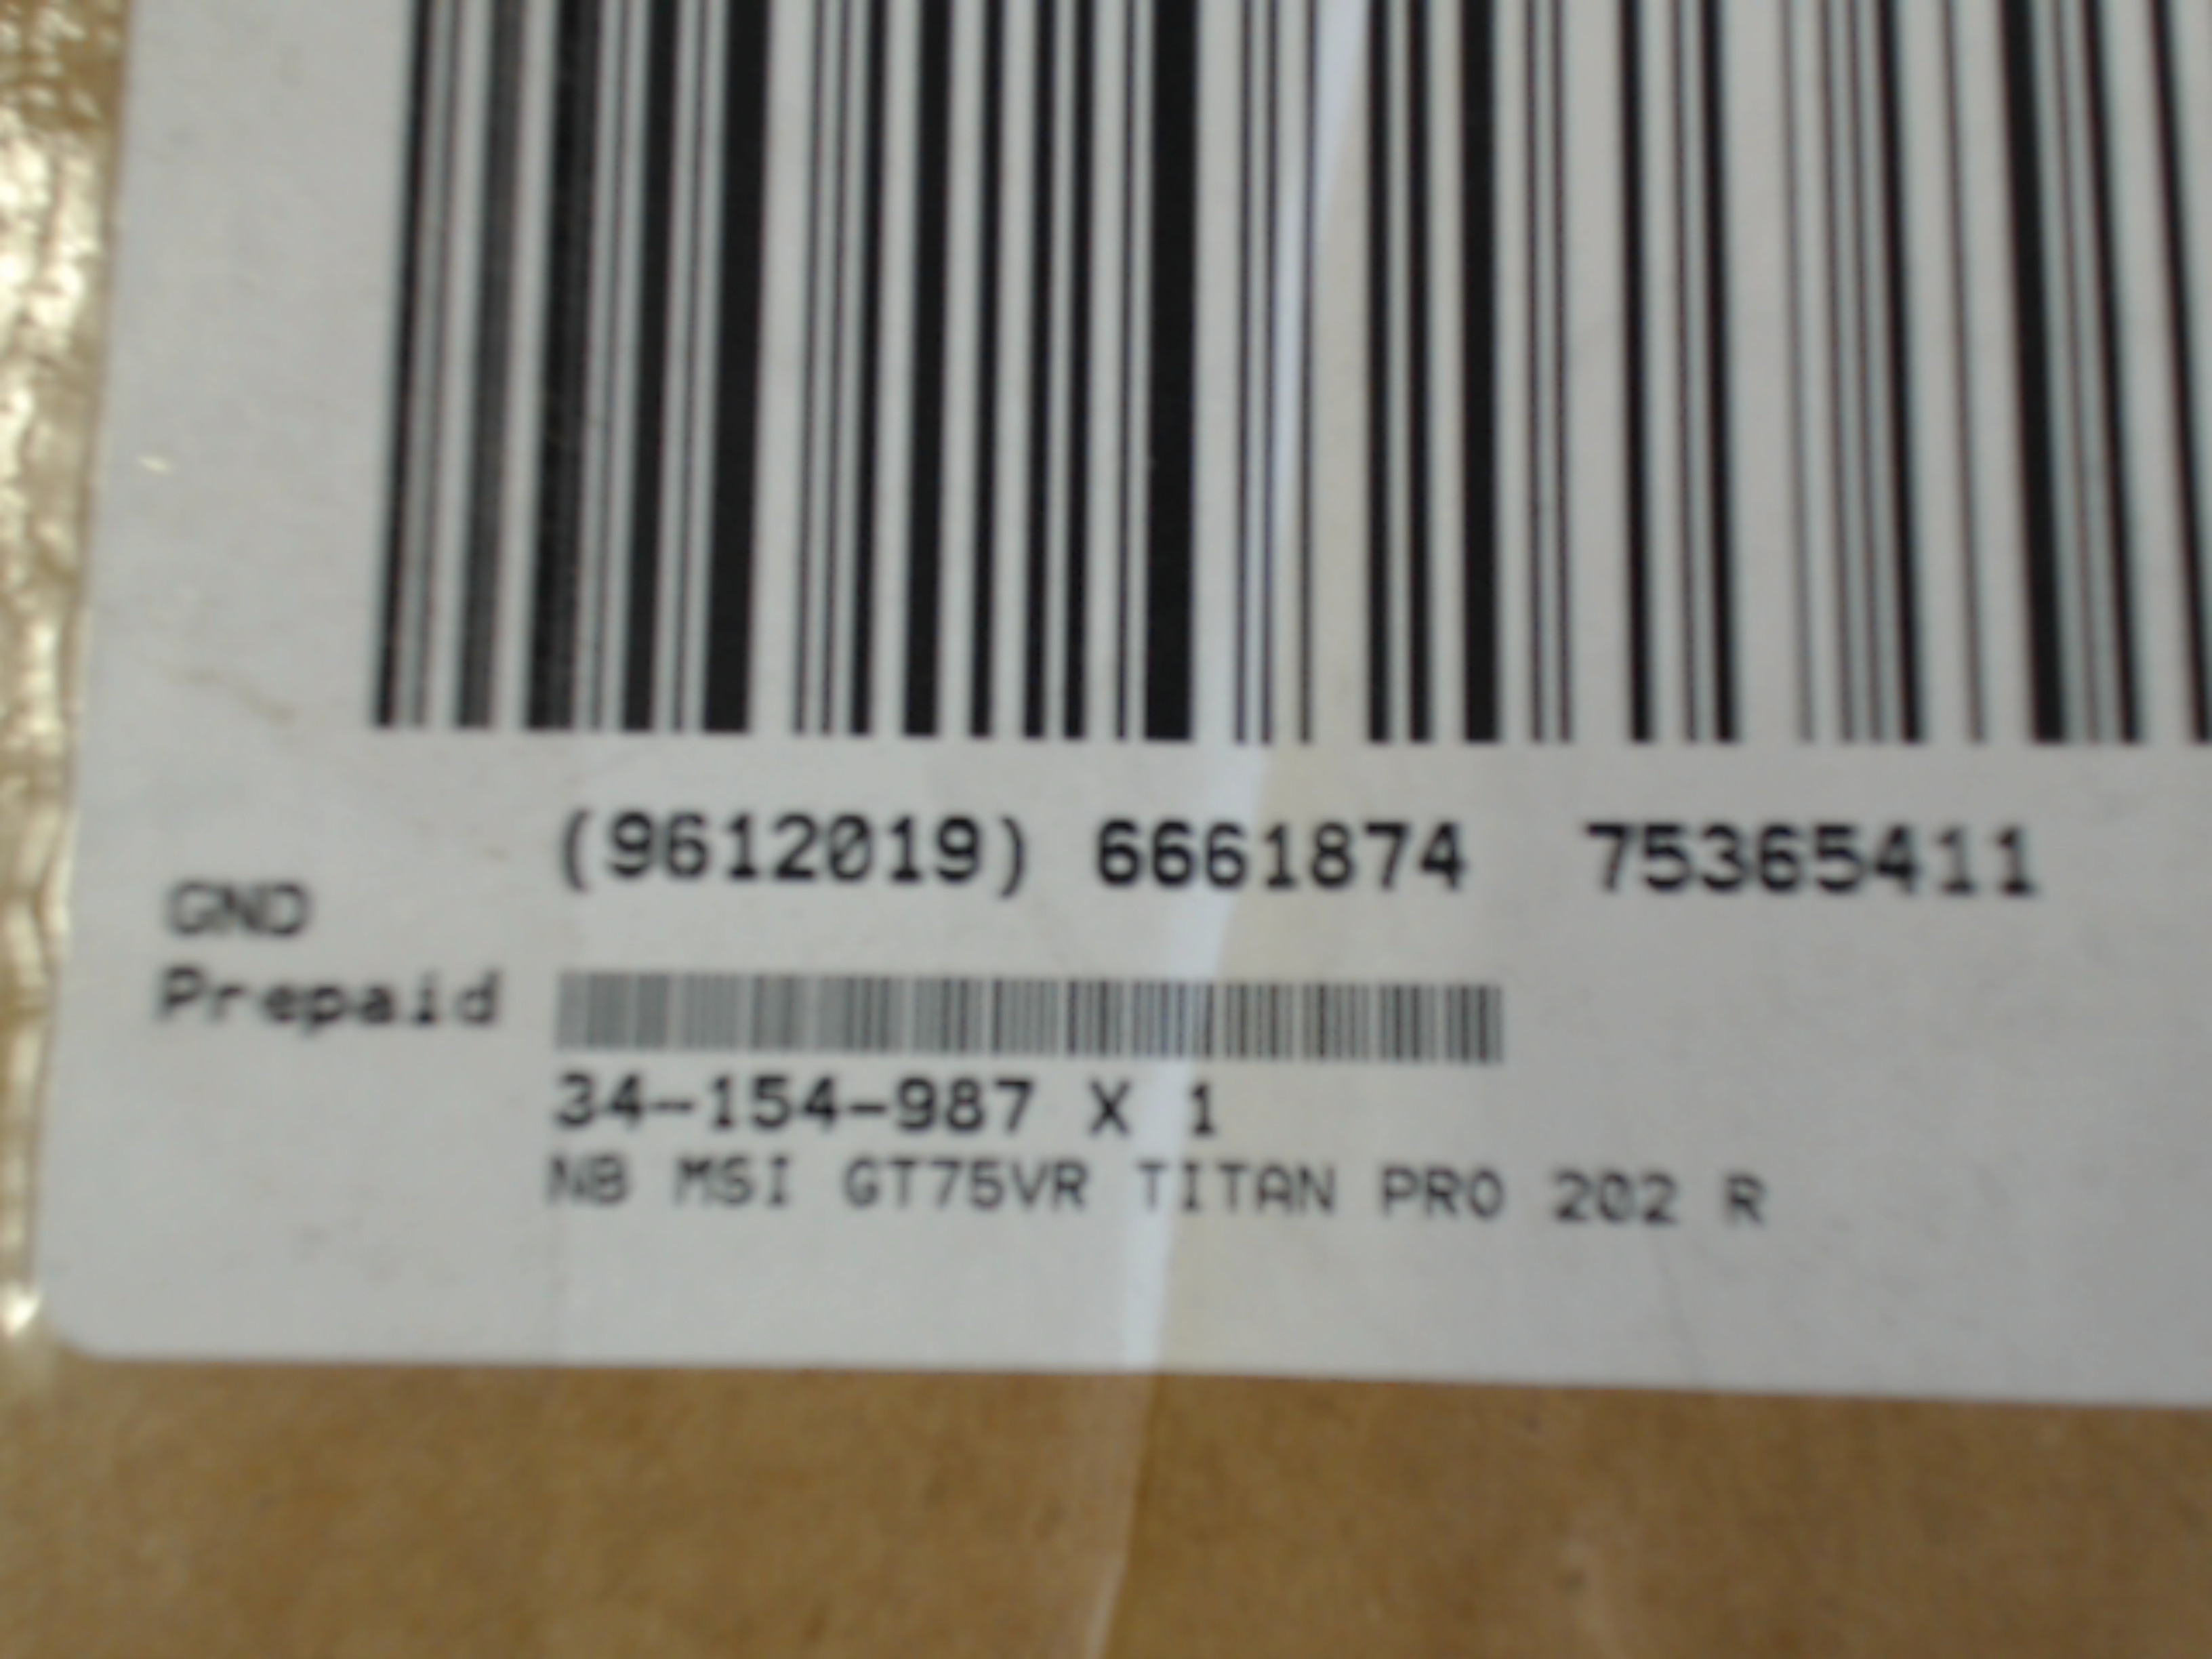 (9612019) 6661874 75365411
GND
Prepaid
34-154-987 X 1
NB MSI GT75VR TITAN PRO 202 R